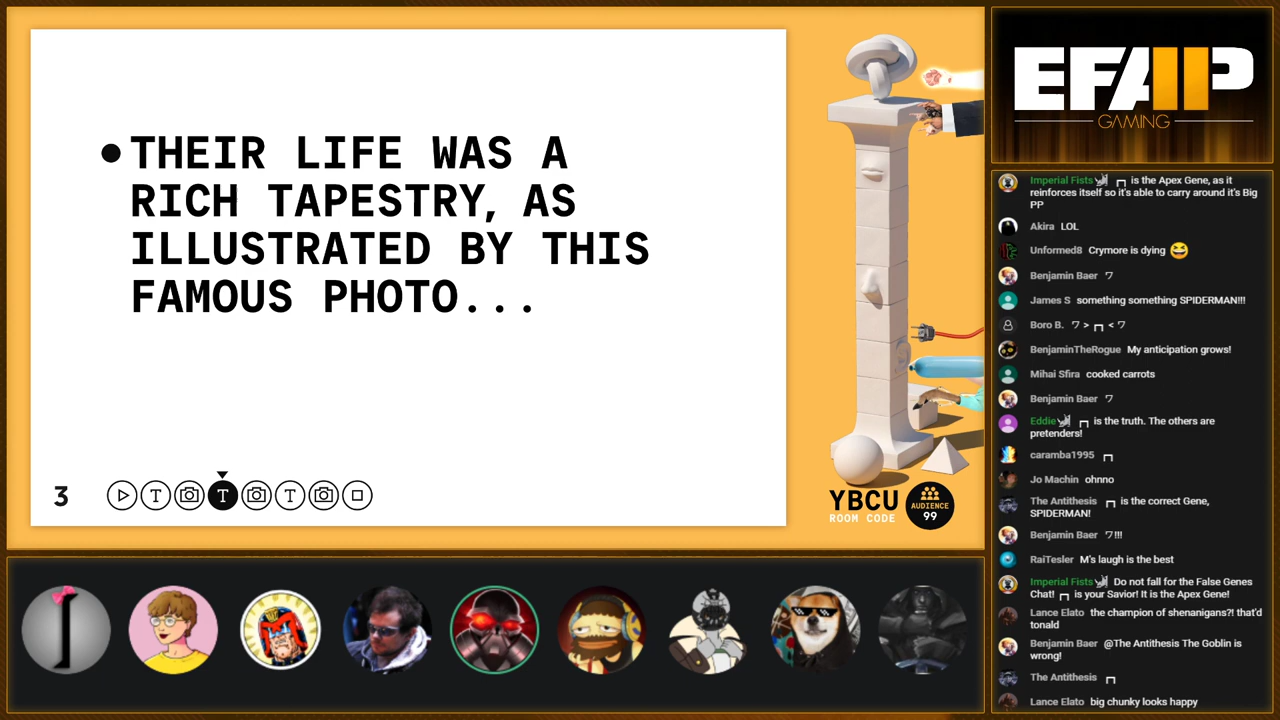 THEIR LIFE WAS A
RICH TAPESTRY, AS
ILLUSTRATED BY THIS
FAMOUS PHOTO...
3
T
T
T
YBCU
ROOM CODE
AUDIENCE
99
EFAP
GAMING
Imperial Fists ┏┓ is the Apex Gene, as it
reinforces itself so it's able to carry around it's Big
PP
Akira LOL
Unformed8 Crymore is dying 😆
Benjamin Baer ワ
James S something something SPIDERMAN!!!
Boro B. ワ > ┏┓ < ワ
BenjaminTheRogue My anticipation grows!
Mihai Sfira cooked carrots
Benjamin Baer ワ
Eddie ┏┓ is the truth. The others are
pretenders!
caramba1995 ┏┓
Jo Machin ohnno
The Antithesis ┏┓ is the correct Gene,
SPIDERMAN!
Benjamin Baer ワ!!!
RaiTesler M's laugh is the best
Imperial Fists Do not fall for the False Genes
Chat! ┏┓ is your Savior! It is the Apex Gene!
Lance Elato the champion of shenanigans?! that'd
tonald
Benjamin Baer @The Antithesis The Goblin is
wrong!
The Antithesis ┏┓
Lance Elato big chunky looks happy